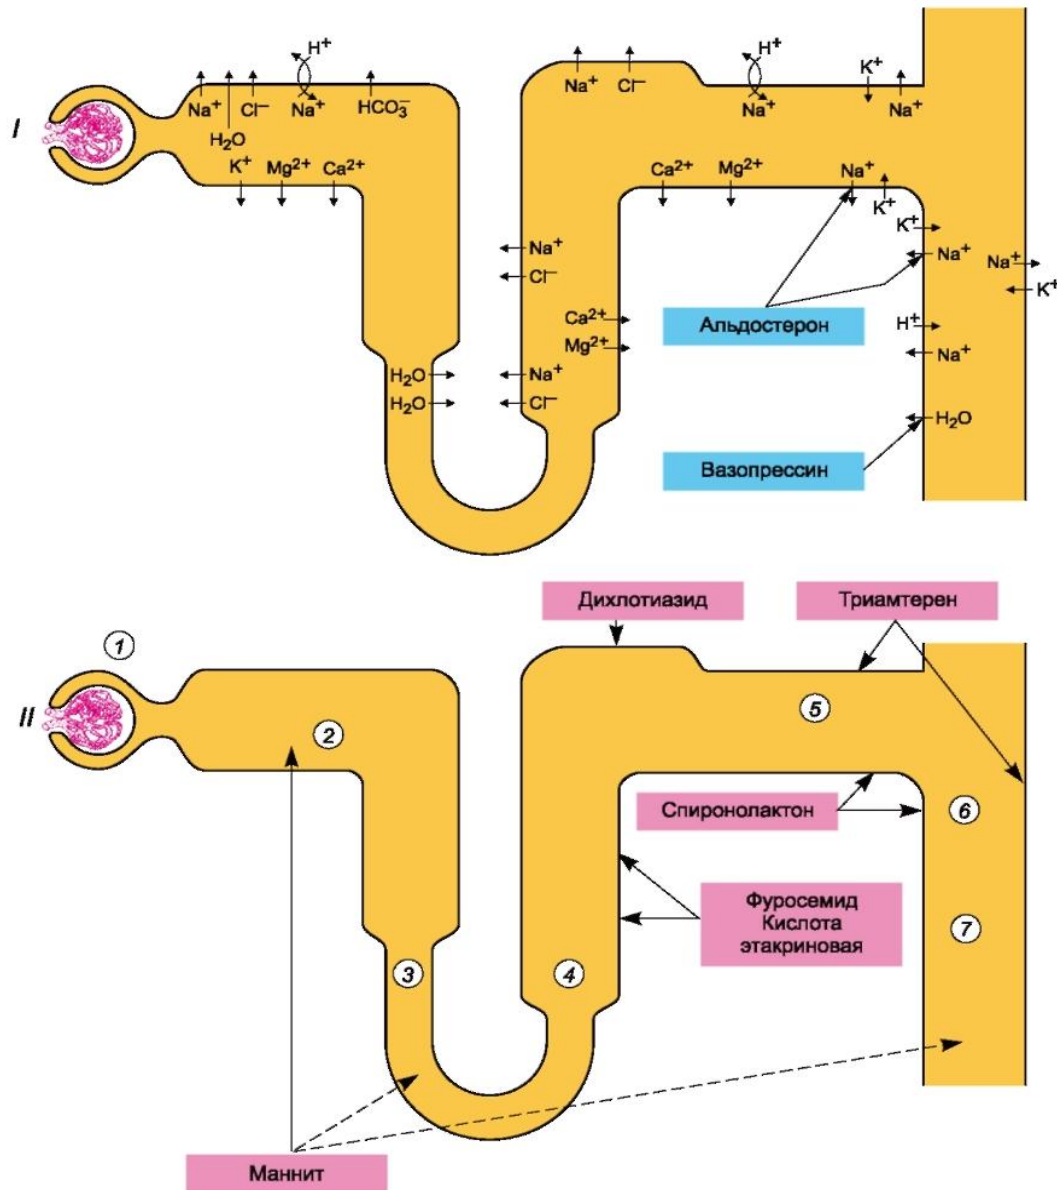 I
H⁺
Na⁺
H₂O
Cl⁻
Na⁺
HCO₃⁻
K⁺
Mg²⁺
Ca²⁺
H₂O
H₂O
Na⁺
Cl⁻
Na⁺
Cl⁻
Ca²⁺
Mg²⁺
Na⁺
Cl⁻
H⁺
Na⁺
K⁺
Na⁺
Ca²⁺
Mg²⁺
Na⁺
K⁺
K⁺
Na⁺
Na⁺
K⁺
H⁺
Na⁺
H₂O
Альдостерон
Вазопрессин
II
1
2
3
4
5
6
7
Дихлотиазид
Триамтерен
Спиронолактон
Фуросемид
Кислота
этакриновая
Маннит